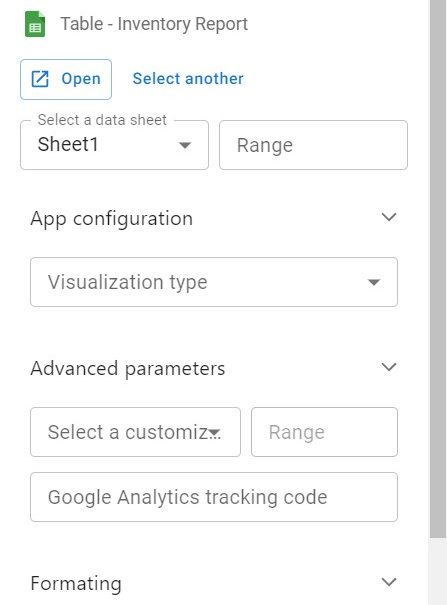 Table - Inventory Report
Open Select another
Select a data sheet
Sheet1 Range
App configuration
Visualization type
Advanced parameters
Select a customiz... Range
Google Analytics tracking code
Formating